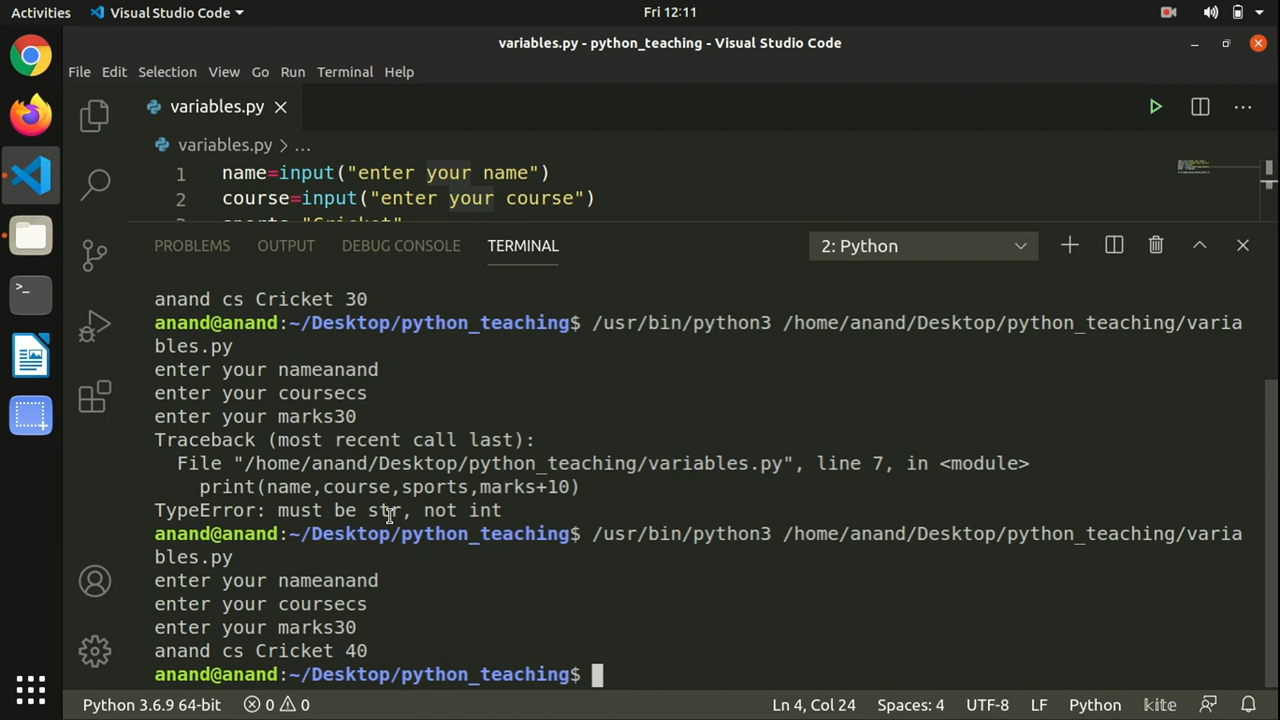 Activities Visual Studio Code Fri 12:11
variables.py - python_teaching - Visual Studio Code
File Edit Selection View Go Run Terminal Help
variables.py
variables.py > ...
1 name=input("enter your name")
2 course=input("enter your course")
3 sports="Cricket"
PROBLEMS OUTPUT DEBUG CONSOLE TERMINAL 2: Python
anand cs Cricket 30
anand@anand:~/Desktop/python_teaching$ /usr/bin/python3 /home/anand/Desktop/python_teaching/varia
bles.py
enter your nameanand
enter your coursecs
enter your marks30
Traceback (most recent call last):
  File "/home/anand/Desktop/python_teaching/variables.py", line 7, in <module>
    print(name,course,sports,marks+10)
TypeError: must be str, not int
anand@anand:~/Desktop/python_teaching$ /usr/bin/python3 /home/anand/Desktop/python_teaching/varia
bles.py
enter your nameanand
enter your coursecs
enter your marks30
anand cs Cricket 40
anand@anand:~/Desktop/python_teaching$
Python 3.6.9 64-bit 0 0 Ln 4, Col 24 Spaces: 4 UTF-8 LF Python kite